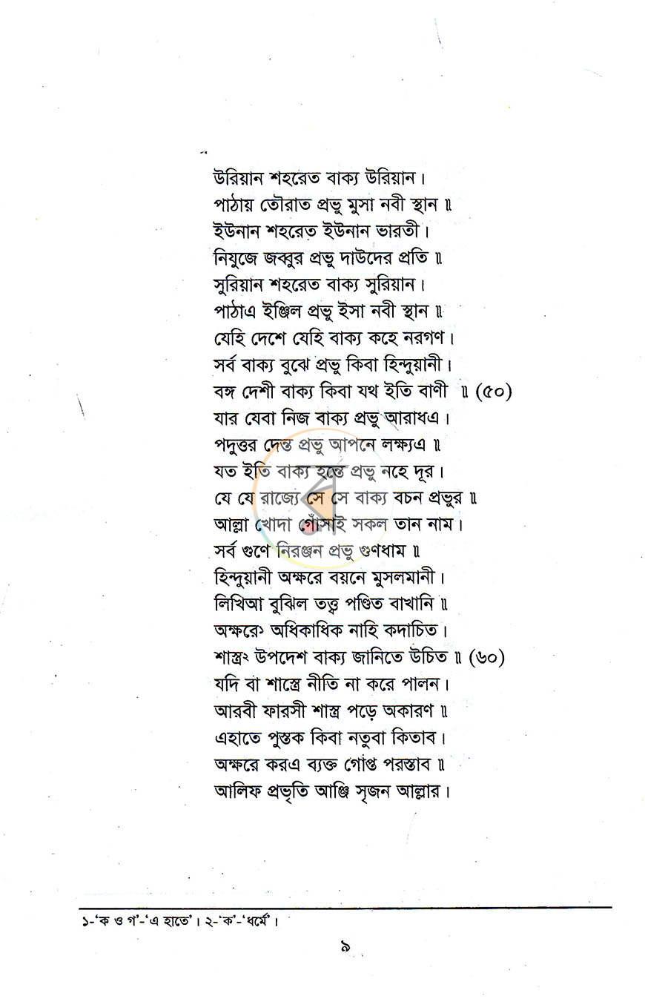 উরিয়ান শহরেত বাক্য উরিয়ান।
পাঠায় তৌরাত প্রভু মুসা নবী স্থান॥
ইউনান শহরেত ইউনান ভারতী।
নিযুজে জব্বুর প্রভু দাউদের প্রতি॥
সুরিয়ান শহরেত বাক্য সুরিয়ান।
পাঠাএ ইঞ্জিল প্রভু ইসা নবী স্থান॥
যেহি দেশে যেহি বাক্য কহে নরগণ।
সর্ব বাক্য বুঝে প্রভু কিবা হিন্দুয়ানী।
বঙ্গ দেশী বাক্য কিবা যথ ইতি বাণী ॥ (৫০)
যার যেবা নিজ বাক্য প্রভু আরাধএ।
পদুত্তর দেন্ত প্রভু আপনে লক্ষ্যএ॥
যত ইতি বাক্য হন্তে প্রভু নহে দূর।
যে যে রাজ্যে সে সে বাক্য বচন প্রভুর॥
আল্লা খোদা গোঁসাই সকল তান নাম।
সর্ব গুণে নিরঞ্জন প্রভু গুণধাম॥
হিন্দুয়ানী অক্ষরে বয়নে মুসলমানী।
লিখিআ বুঝিল তত্ত্ব পণ্ডিত বাখানি॥
অক্ষরে১ অধিকাধিক নাহি কদাচিত।
শাস্ত্র২ উপদেশ বাক্য জানিতে উচিত॥ (৬০)
যদি বা শাস্ত্রে নীতি না করে পালন।
আরবী ফারসী শাস্ত্র পড়ে অকারণ॥
এহাতে পুস্তক কিবা নতুবা কিতাব।
অক্ষরে করএ ব্যক্ত গোপ্ত পরস্তাব॥
আলিফ প্রভৃতি আঞ্জি সৃজন আল্লার।
১-‘ক ও গ’-‘এ হাতে’। ২-‘ক’-‘ধর্মে’।
৯